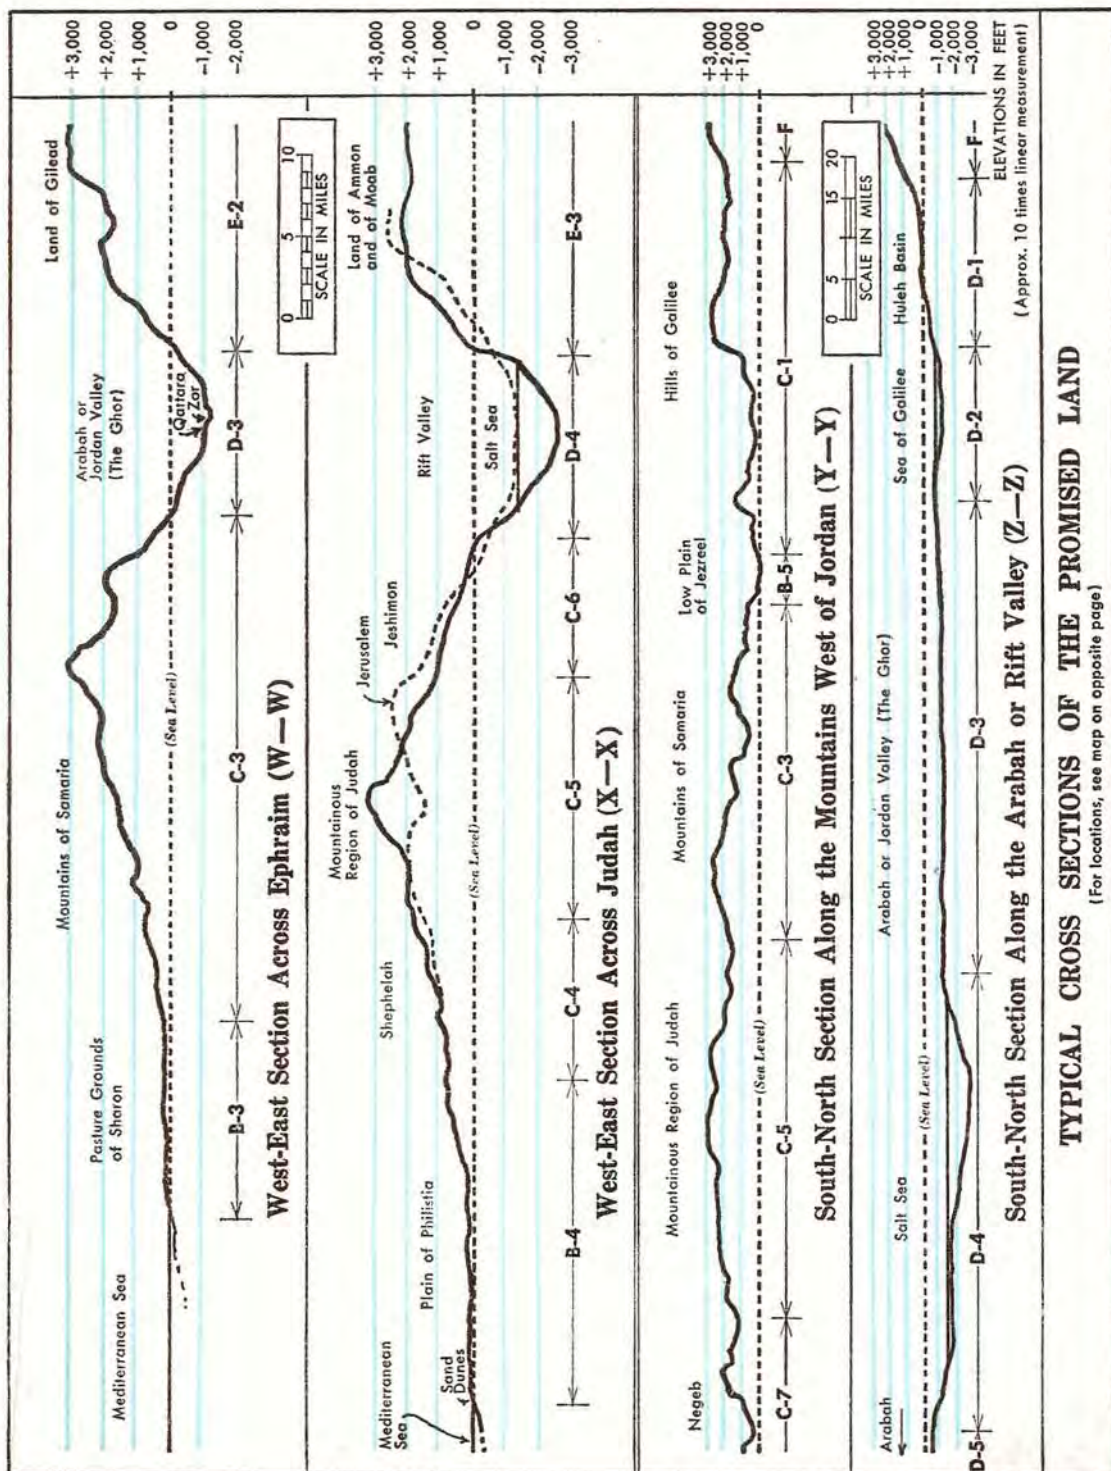 Mountains of Samaria
Land of Gilead
Arabah or
Jordan Valley
(The Ghor)
Pasture Grounds
of Sharon
(Qattara
Zor
Mediterranean Sea
(Sea Level)
+3,000
+2,000
+1,000
0
-1,000
-2,000
B-3
C-3
D-3
E-2
West-East Section Across Ephraim (W—W)
0 5 10
SCALE IN MILES
Mountainous
Region of Judah
Jerusalem
Jeshimon
Land of Ammon
and of Moab
Shephelah
Rift Valley
Plain of Philistia
Salt Sea
Mediterranean
Sea
Sand
Dunes
(Sea Level)
+3,000
+2,000
+1,000
0
-1,000
-2,000
-3,000
B-4
C-4
C-5
C-6
D-4
E-3
West-East Section Across Judah (X—X)
Negeb
Mountainous Region of Judah
Mountains of Samaria
Low Plain
of Jezreel
Hills of Galilee
(Sea Level)
+3,000
+2,000
+1,000
0
C-7
C-5
C-3
B-5
C-1
F
South-North Section Along the Mountains West of Jordan (Y—Y)
0 5 10 15 20
SCALE IN MILES
Arabah
Salt Sea
Arabah or Jordan Valley (The Ghor)
Sea of Galilee
Huleh Basin
(Sea Level)
+3,000
+2,000
+1,000
0
-1,000
-2,000
-3,000
D-5
D-4
D-3
D-2
D-1
F
ELEVATIONS IN FEET
South-North Section Along the Arabah or Rift Valley (Z—Z)
(Approx. 10 times linear measurement)
TYPICAL CROSS SECTIONS OF THE PROMISED LAND
(For locations, see map on opposite page)